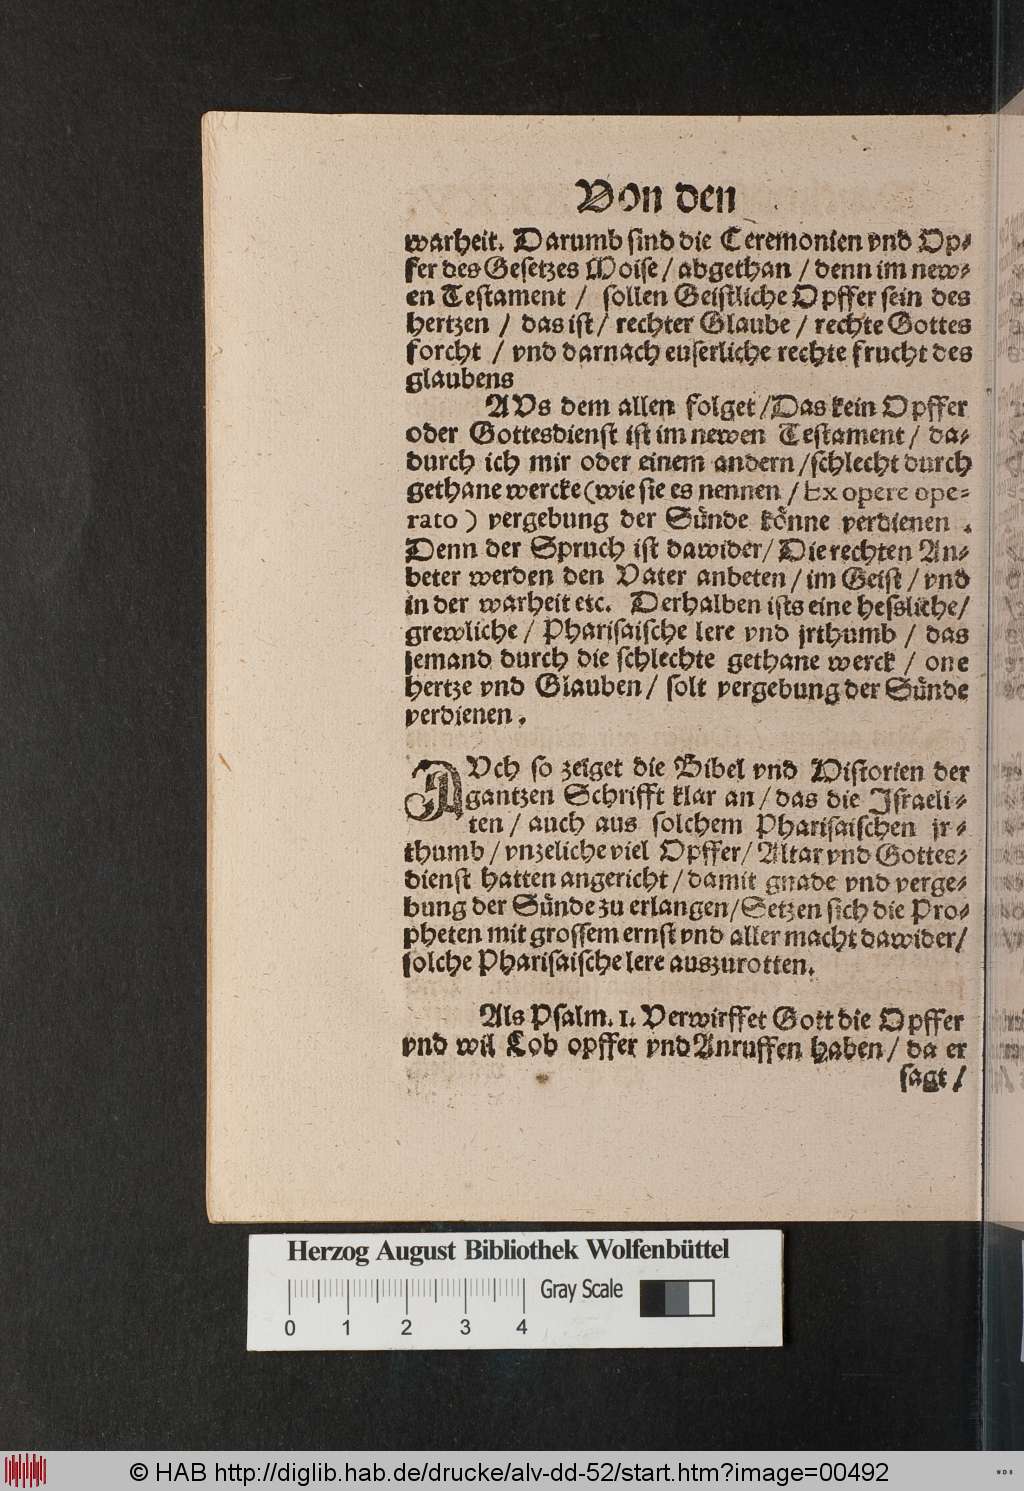 Von den
warheit. Darumb sind die Ceremonien vnd Op⸗
fer des Gesetzes Moise / abgethan / denn im new⸗
en Testament / sollen Geistliche Opffer sein des
hertzen / das ist / rechter Glaube / rechte Gottes
forcht / vnd darnach euserliche rechte frucht des
glaubens
AVs dem allen folget / Das kein Opffer
oder Gottesdienst ist im newen Testament / da⸗
durch ich mir oder einem andern / schlecht durch
gethane wercke (wie sie es nennen / Ex opere ope⸗
rato) vergebung der Sünde könne verdienen.
Denn der Spruch ist dawider / Die rechten An⸗
beter werden den Vater anbeten / im Geist / vnd
in der warheit etc. Derhalben ists eine hessliche /
grewliche / Pharisaische lere vnd jrthumb / das
jemand durch die schlechte gethane werck / one
hertze vnd Glauben / solt vergebung der Sünde
verdienen.
AVch so zeiget die Bibel vnd Historien der
gantzen Schrifft klar an / das die Israeli⸗
ten / auch aus solchem Pharisaischen jr⸗
thumb / vnzeliche viel Opffer / Altar vnd Gottes⸗
dienst hatten angericht / damit gnade vnd verge⸗
bung der Sünde zu erlangen / Setzen sich die Pro⸗
pheten mit grossem ernst vnd aller macht dawider /
solche Pharisaische lere auszurotten.
Als Psalm. 1. Verwirffet Gott die Opffer
vnd wil Lob opffer vnd Anruffen haben / da er
sagt /
Herzog August Bibliothek Wolfenbüttel
Gray Scale
0 1 2 3 4
© HAB http://diglib.hab.de/drucke/alv-dd-52/start.htm?image=00492